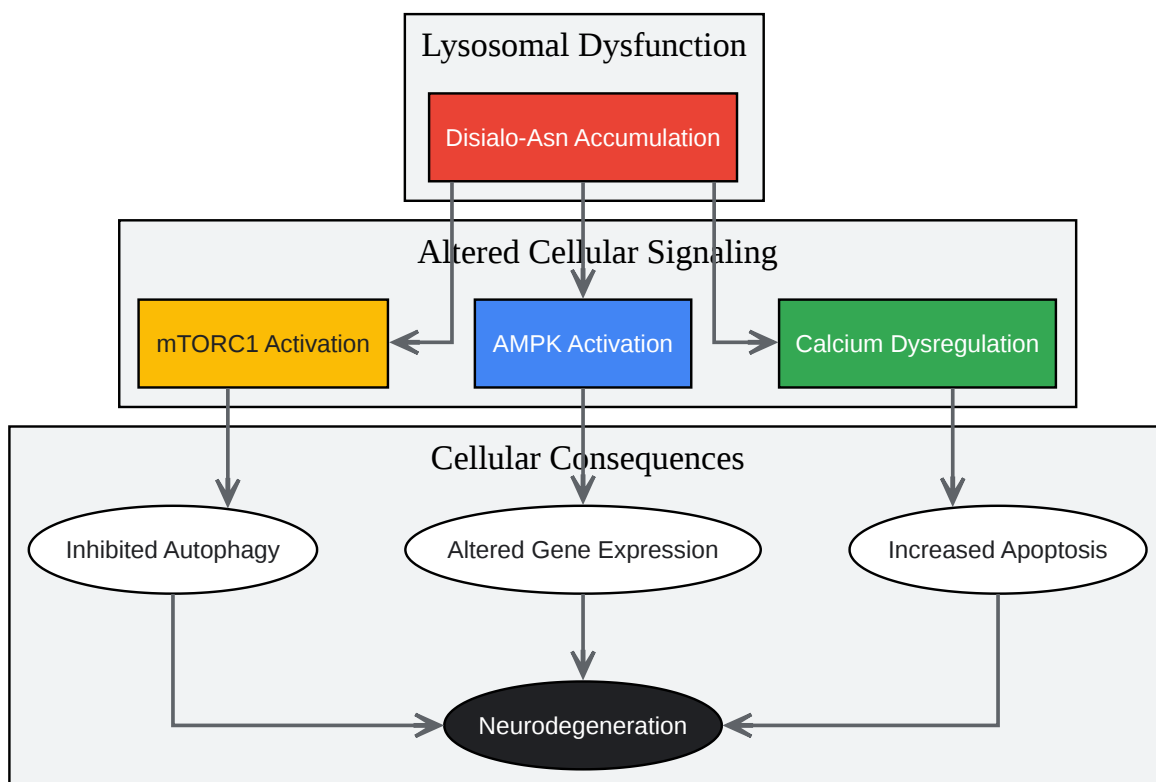 Lysosomal Dysfunction
Disialo-Asn Accumulation
Altered Cellular Signaling
mTORC1 Activation
AMPK Activation
Calcium Dysregulation
Cellular Consequences
Inhibited Autophagy
Altered Gene Expression
Increased Apoptosis
Neurodegeneration